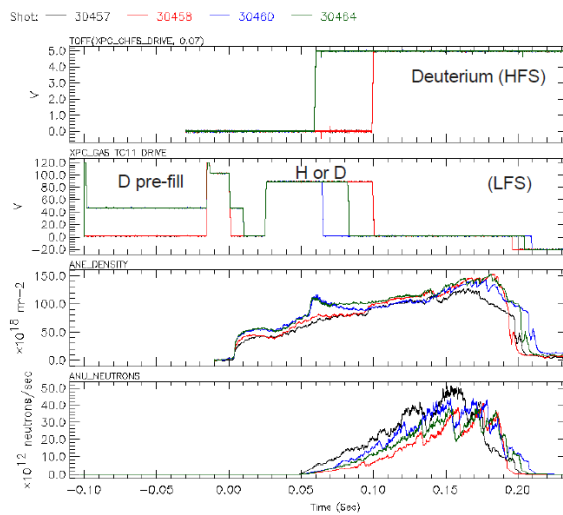 Shot: 30457 30458 30460 30464
TOFF(XPC_CHFS_DRIVE, 0.07)
5.0
4.0
3.0
2.0
1.0
0.0
V
Deuterium (HFS)
XPC_GAS_TC11_DRIVE
120.0
100.0
80.0
60.0
40.0
20.0
0.0
-20.0
V
D pre-fill
H or D
(LFS)
ANE_DENSITY
150.0
100.0
50.0
0.0
×10¹⁸ m-2
ANU_NEUTRONS
50.0
40.0
30.0
20.0
10.0
0.0
×10¹² neutrons/sec
-0.10 -0.05 0.00 0.05 0.10 0.15 0.20
Time (Sec)